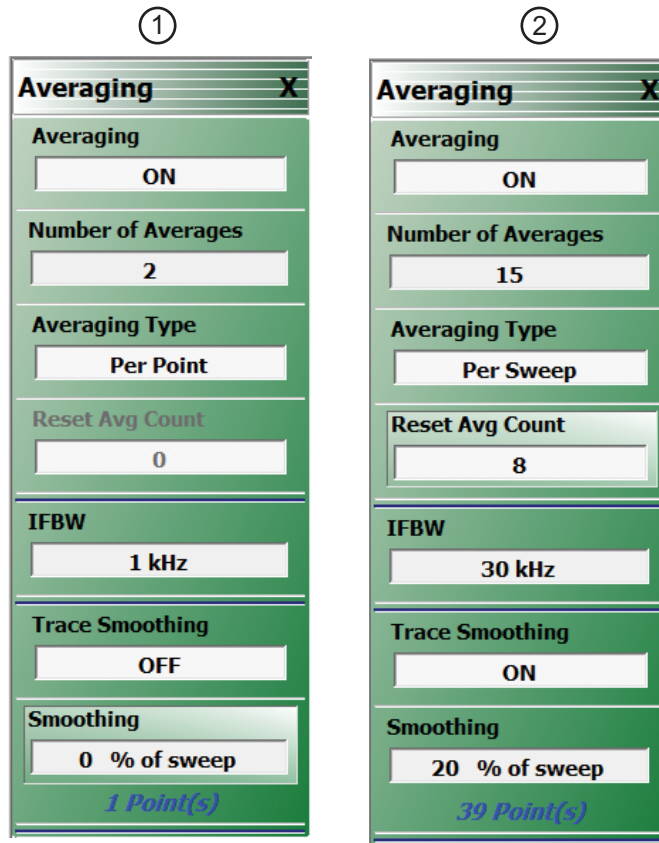 1
Averaging X
Averaging
ON
Number of Averages
2
Averaging Type
Per Point
Reset Avg Count
0
IFBW
1 kHz
Trace Smoothing
OFF
Smoothing
0 % of sweep
1 Point(s)
2
Averaging X
Averaging
ON
Number of Averages
15
Averaging Type
Per Sweep
Reset Avg Count
8
IFBW
30 kHz
Trace Smoothing
ON
Smoothing
20 % of sweep
39 Point(s)